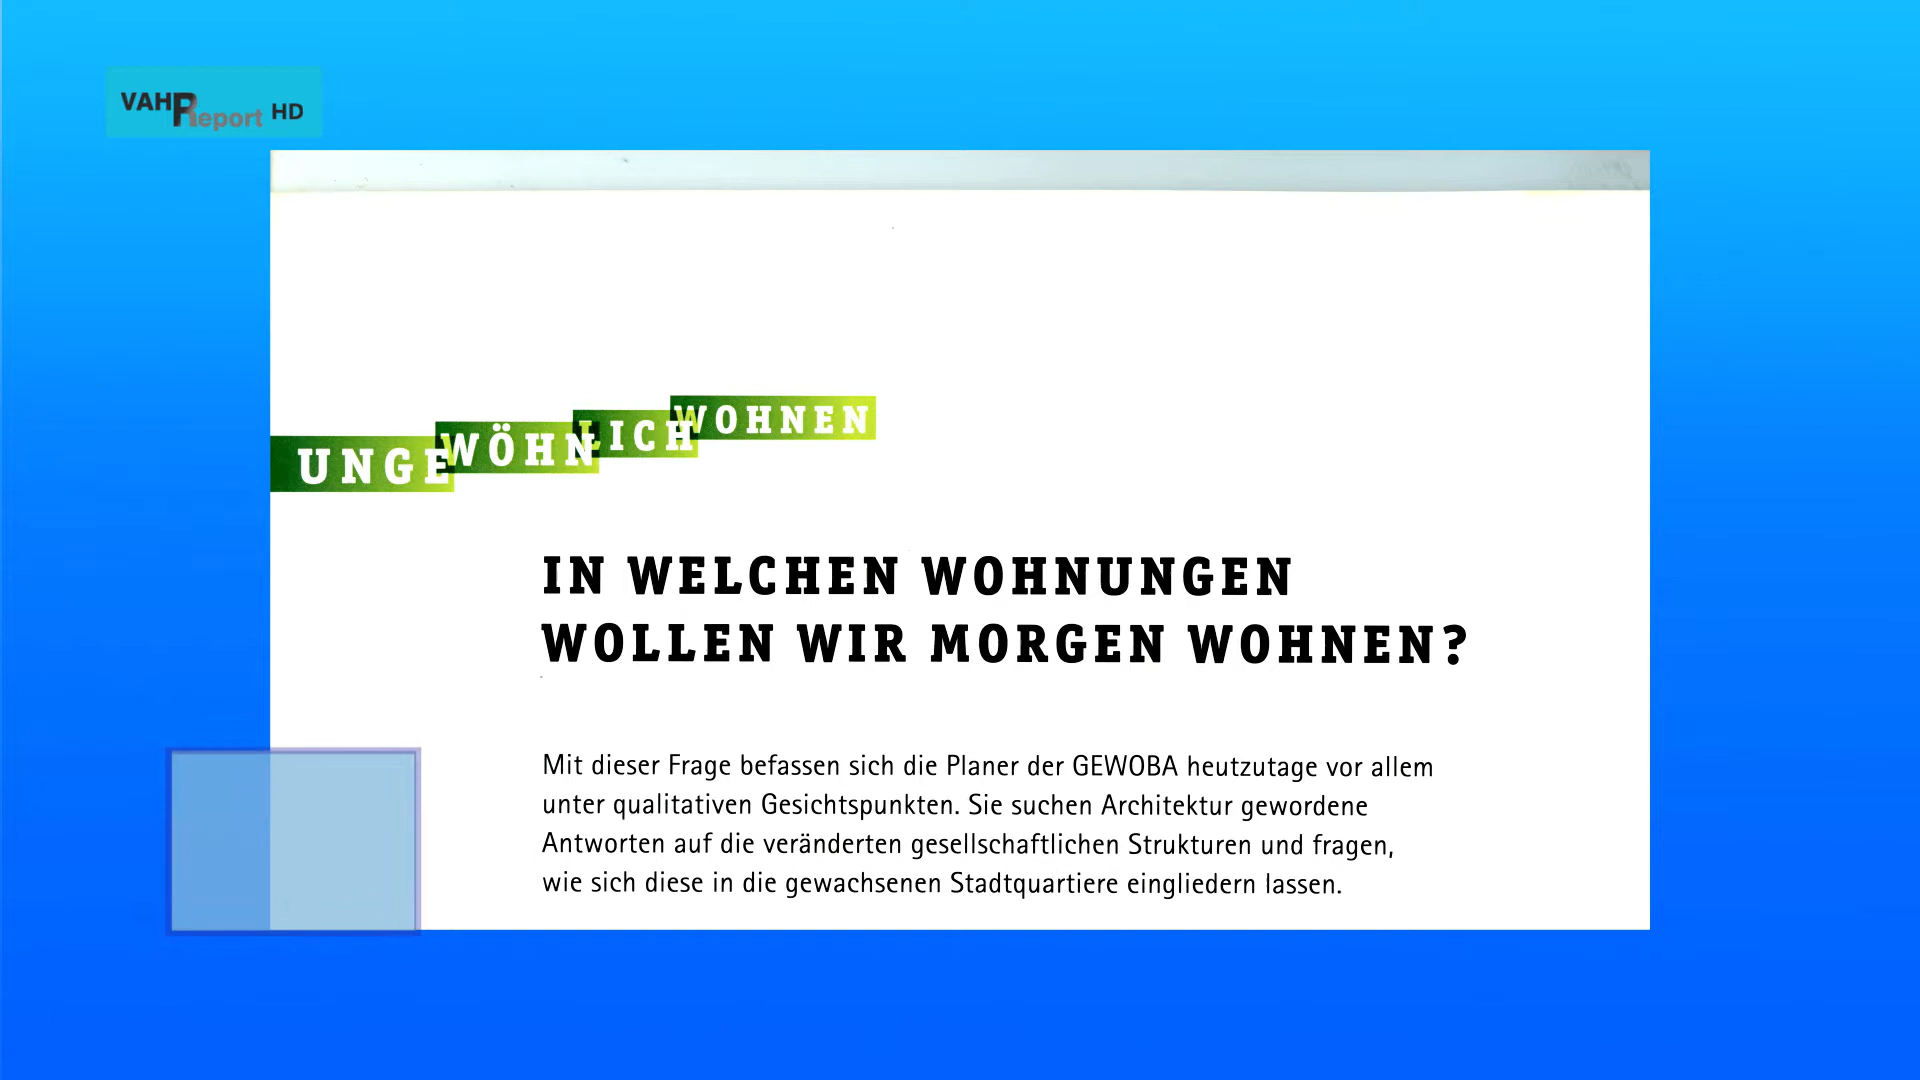 VAHReport HD
UNGEWÖHNLICH WOHNEN
IN WELCHEN WOHNUNGEN
WOLLEN WIR MORGEN WOHNEN?
Mit dieser Frage befassen sich die Planer der GEWOBA heutzutage vor allem
unter qualitativen Gesichtspunkten. Sie suchen Architektur gewordene
Antworten auf die veränderten gesellschaftlichen Strukturen und fragen,
wie sich diese in die gewachsenen Stadtquartiere eingliedern lassen.